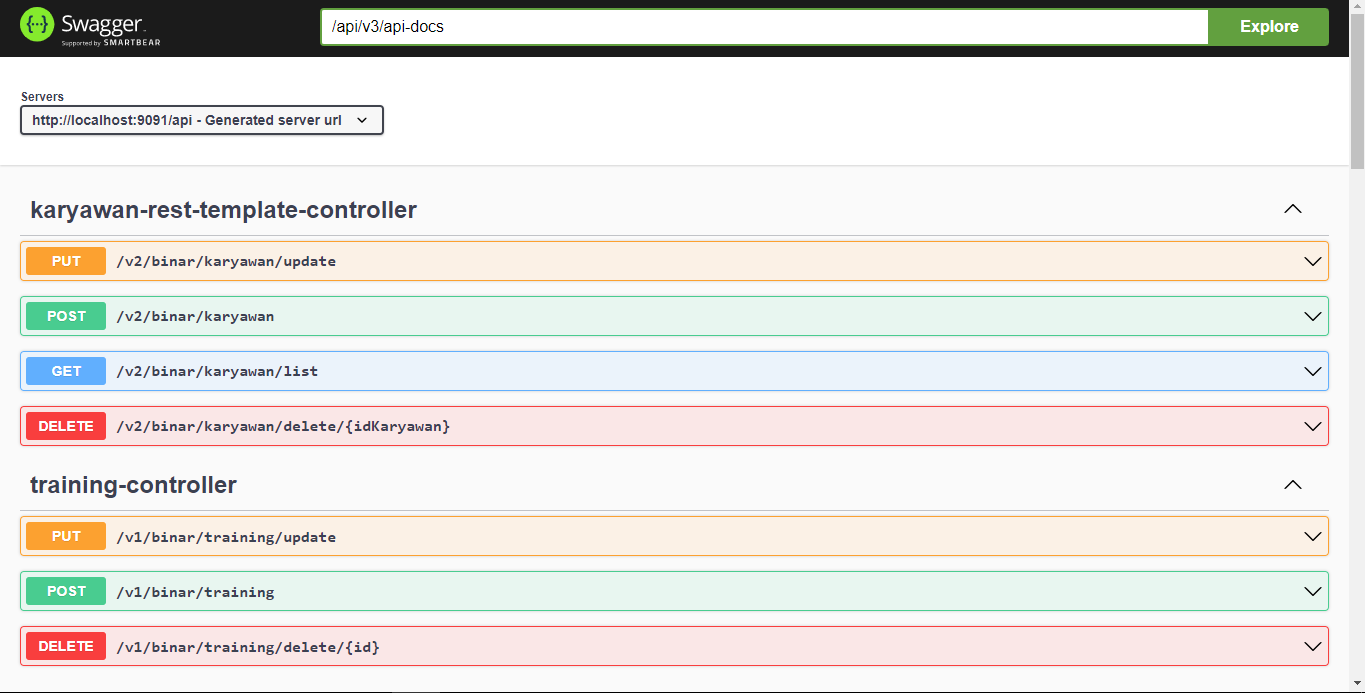 {···} Swagger
Supported by SMARTBEAR
/api/v3/api-docs
Explore
Servers
http://localhost:9091/api - Generated server url
karyawan-rest-template-controller
PUT /v2/binar/karyawan/update
POST /v2/binar/karyawan
GET /v2/binar/karyawan/list
DELETE /v2/binar/karyawan/delete/{idKaryawan}
training-controller
PUT /v1/binar/training/update
POST /v1/binar/training
DELETE /v1/binar/training/delete/{id}